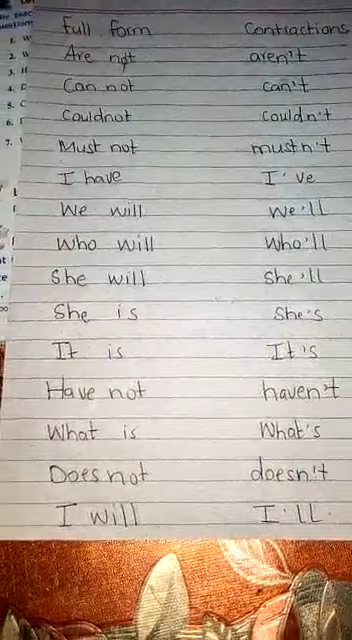 Full form Contractions
Are not aren't
Can not can't
Couldnot couldn't
Must not mustn't
I have I've
We will We'll
Who will Who'll
She will She'll
She is She's
It is It's
Have not haven't
What is What's
Does not doesn't
I will I'll.